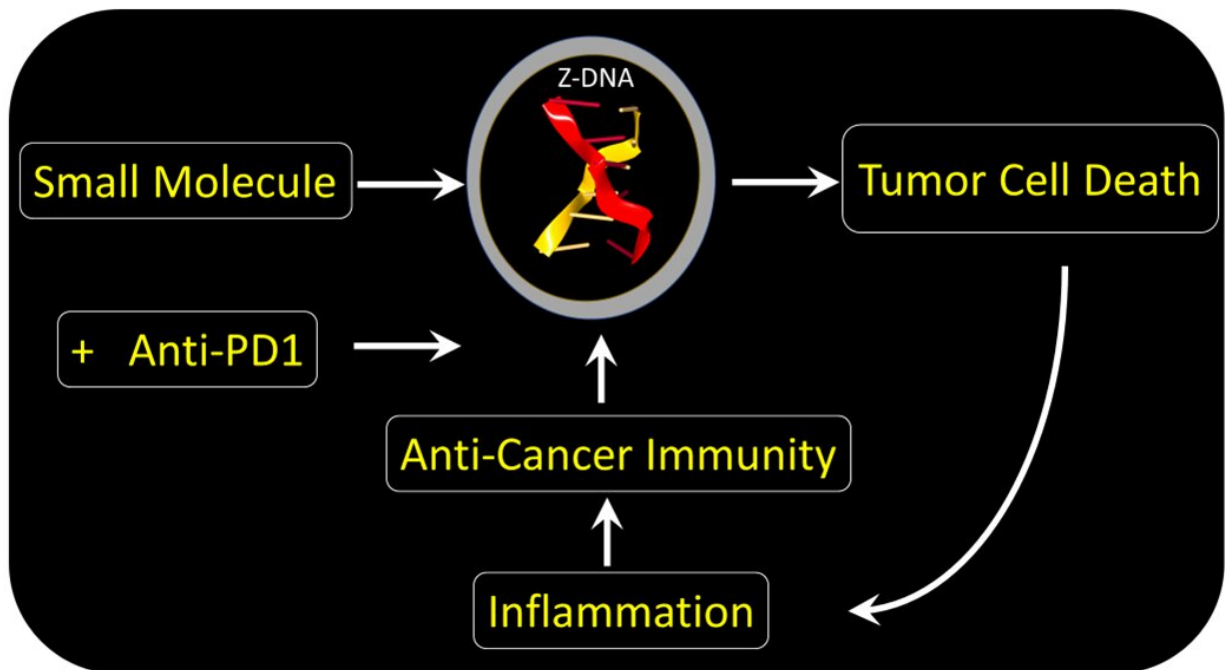 Z-DNA
Small Molecule
Tumor Cell Death
+ Anti-PD1
Anti-Cancer Immunity
Inflammation